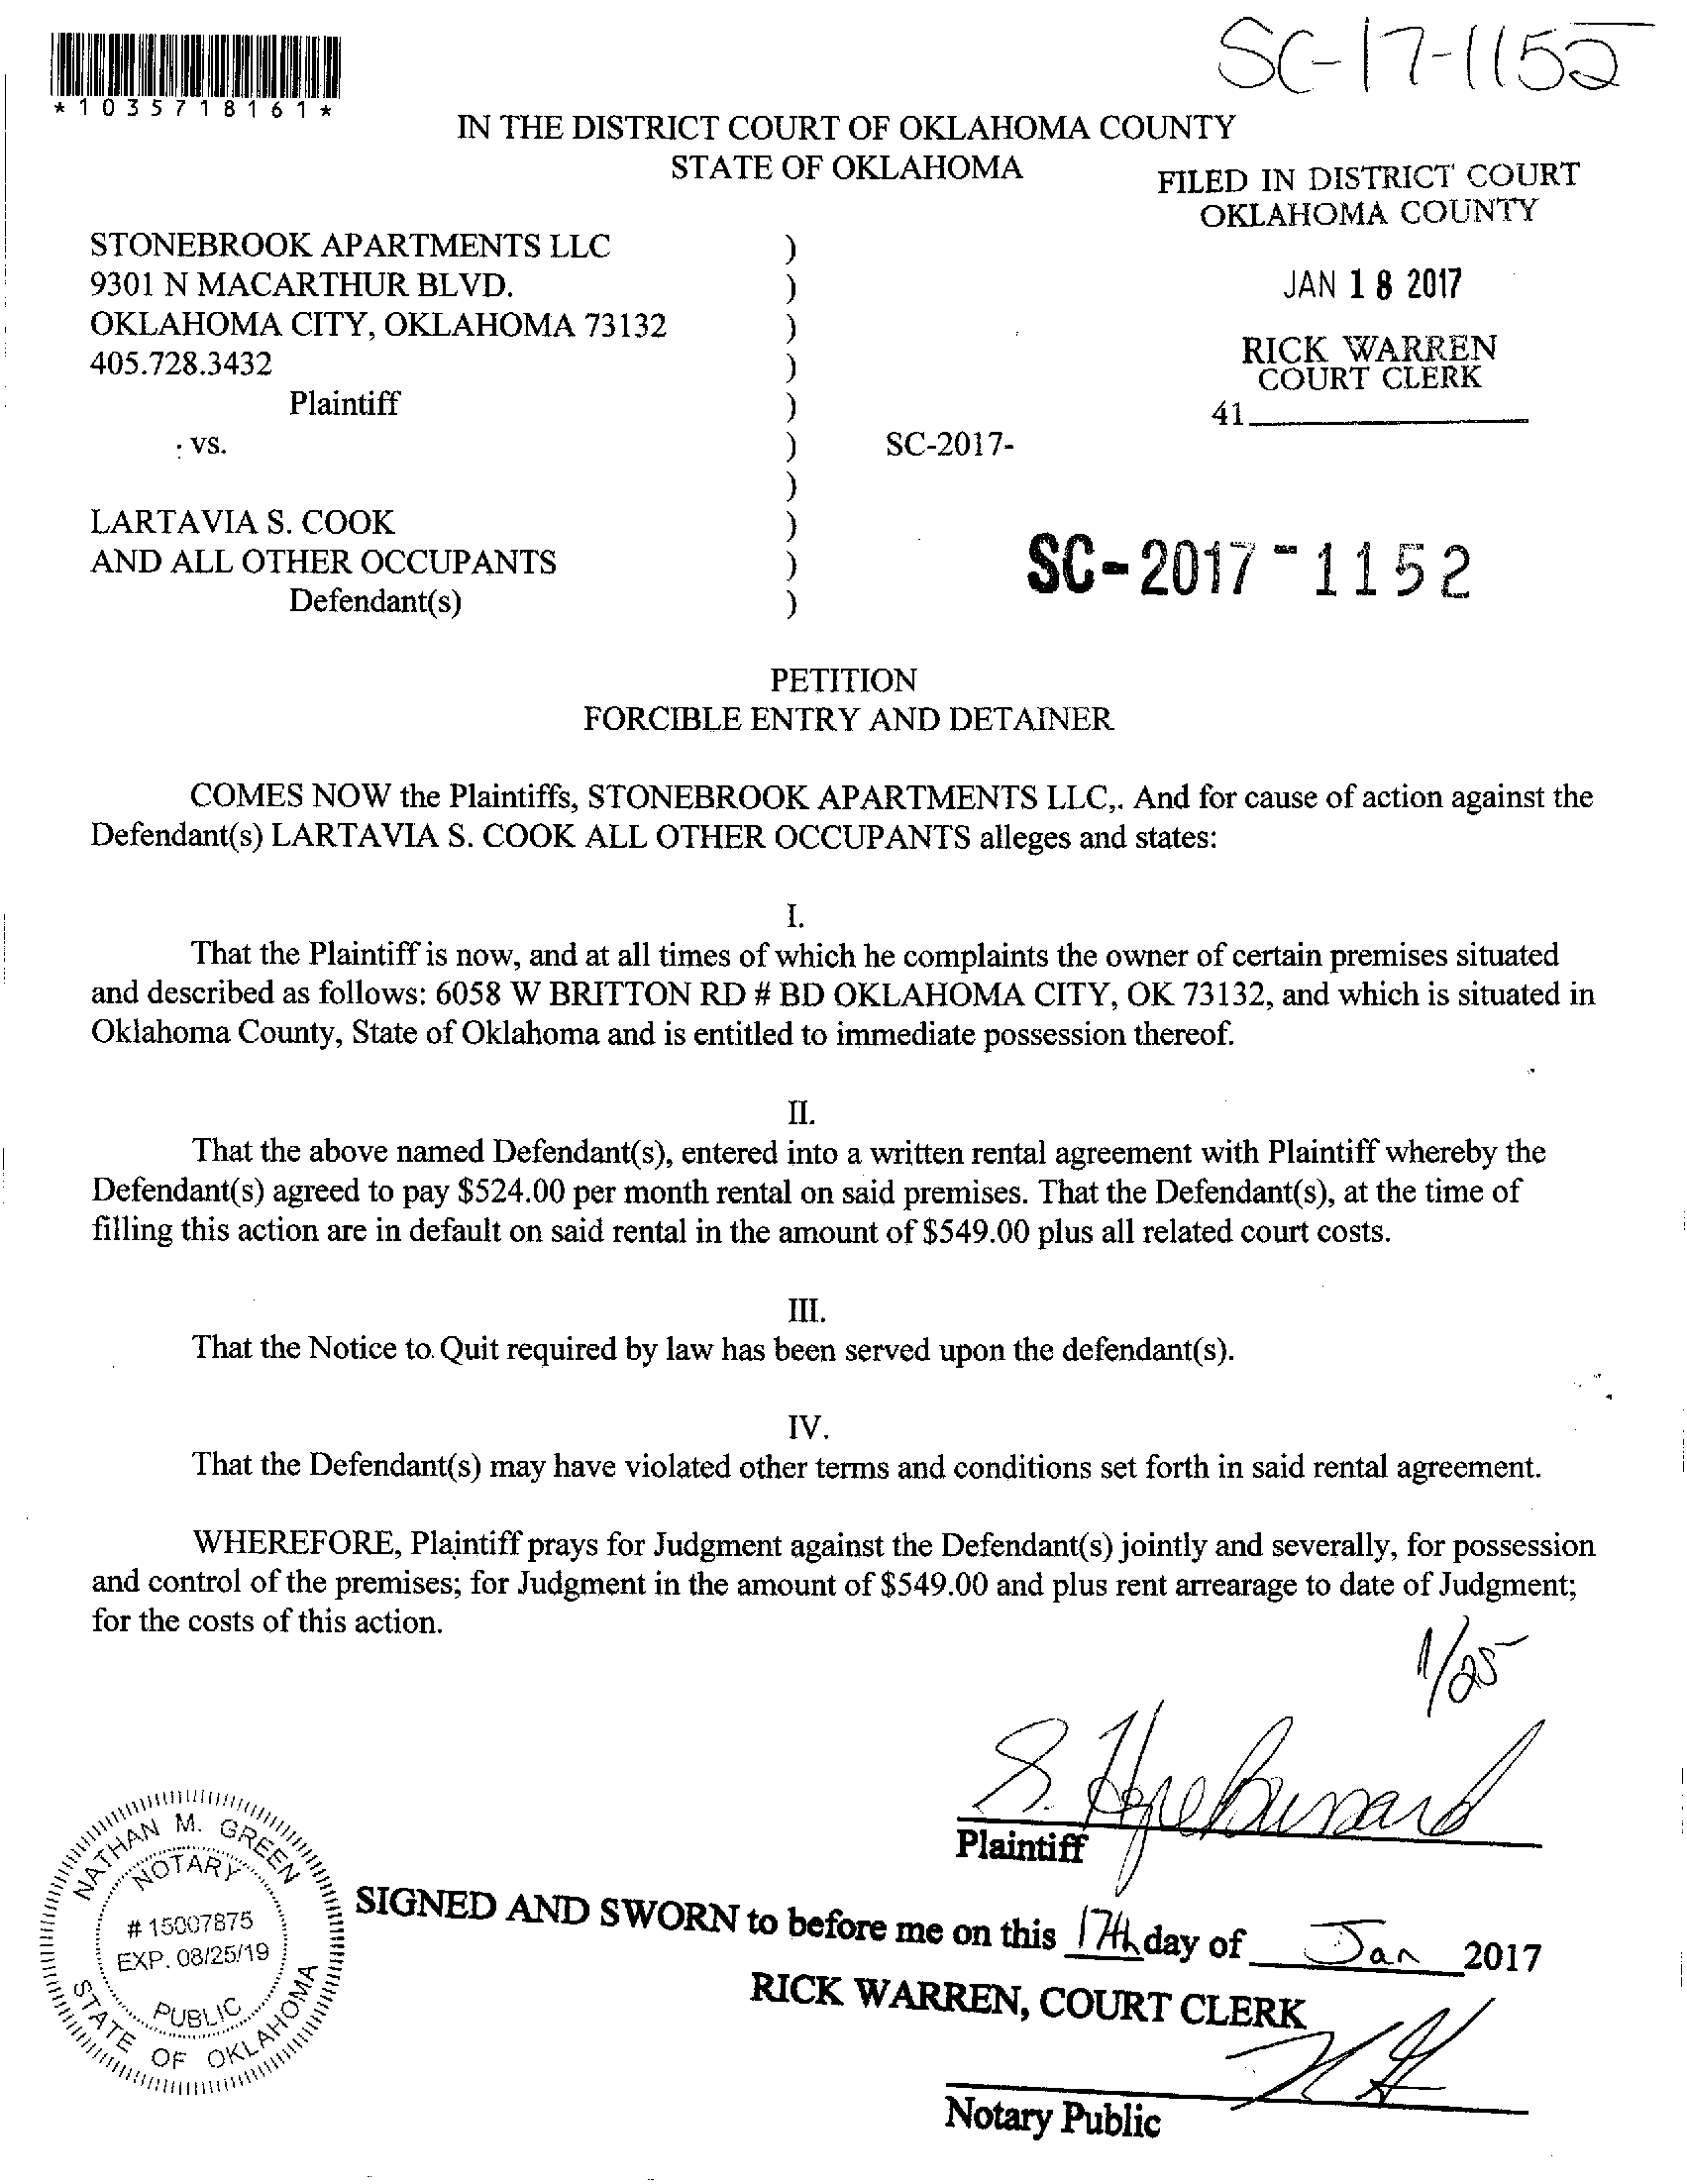 SC-17-1152
*1035718161*
IN THE DISTRICT COURT OF OKLAHOMA COUNTY
STATE OF OKLAHOMA
FILED IN DISTRICT COURT
OKLAHOMA COUNTY
JAN 18 2017
RICK WARREN
COURT CLERK
41
STONEBROOK APARTMENTS LLC )
9301 N MACARTHUR BLVD. )
OKLAHOMA CITY, OKLAHOMA 73132 )
405.728.3432 )
Plaintiff )
: vs. ) SC-2017-
)
LARTAVIA S. COOK )
AND ALL OTHER OCCUPANTS )
Defendant(s) )
SC-2017-1152
PETITION
FORCIBLE ENTRY AND DETAINER
COMES NOW the Plaintiffs, STONEBROOK APARTMENTS LLC,. And for cause of action against the
Defendant(s) LARTAVIA S. COOK ALL OTHER OCCUPANTS alleges and states:
I.
That the Plaintiff is now, and at all times of which he complaints the owner of certain premises situated
and described as follows: 6058 W BRITTON RD # BD OKLAHOMA CITY, OK 73132, and which is situated in
Oklahoma County, State of Oklahoma and is entitled to immediate possession thereof.
II.
That the above named Defendant(s), entered into a written rental agreement with Plaintiff whereby the
Defendant(s) agreed to pay $524.00 per month rental on said premises. That the Defendant(s), at the time of
filling this action are in default on said rental in the amount of $549.00 plus all related court costs.
III.
That the Notice to Quit required by law has been served upon the defendant(s).
IV.
That the Defendant(s) may have violated other terms and conditions set forth in said rental agreement.
WHEREFORE, Plaintiff prays for Judgment against the Defendant(s) jointly and severally, for possession
and control of the premises; for Judgment in the amount of $549.00 and plus rent arrearage to date of Judgment;
for the costs of this action.
1/25
S.
Plaintiff
NATHAN M. GREEN
NOTARY
# 15007875
EXP. 08/25/19
PUBLIC
STATE OF OKLAHOMA
SIGNED AND SWORN to before me on this 17th day of Jan 2017
RICK WARREN, COURT CLERK
Notary Public